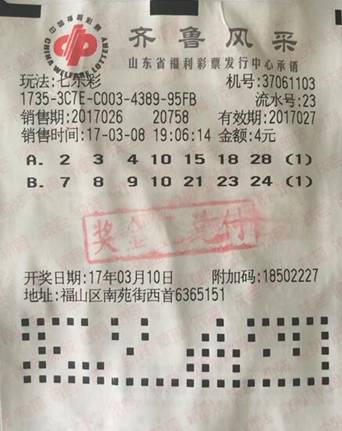 中国福利彩票
CHINA WELFARE LOTTERY
齐鲁风采
山东省福利彩票发行中心承销
玩法:七乐彩 机号:37061103
1735-3C7E-C003-4389-95FB 流水号:23
销售期:2017026 20758 有效期:2017027
销售时间:17-03-08 19:06:14 金额:4元
A. 2 3 4 10 15 18 28 (1)
B. 7 8 9 10 21 23 24 (1)
奖金已兑付
开奖日期:17年03月10日 附加码:18502227
地址:福山区南苑街西首6365151